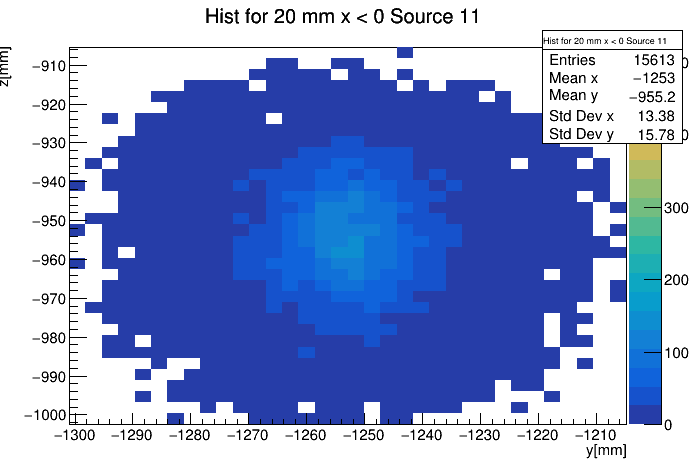 Hist for 20 mm x < 0 Source 11
z[mm]
Hist for 20 mm x < 0 Source 11
Entries 15613
Mean x −1253
Mean y −955.2
Std Dev x 13.38
Std Dev y 15.78
−910
−920
−930
−940
−950
−960
−970
−980
−990
−1000
300
200
100
0
−1300 −1290 −1280 −1270 −1260 −1250 −1240 −1230 −1220 −1210
y[mm]